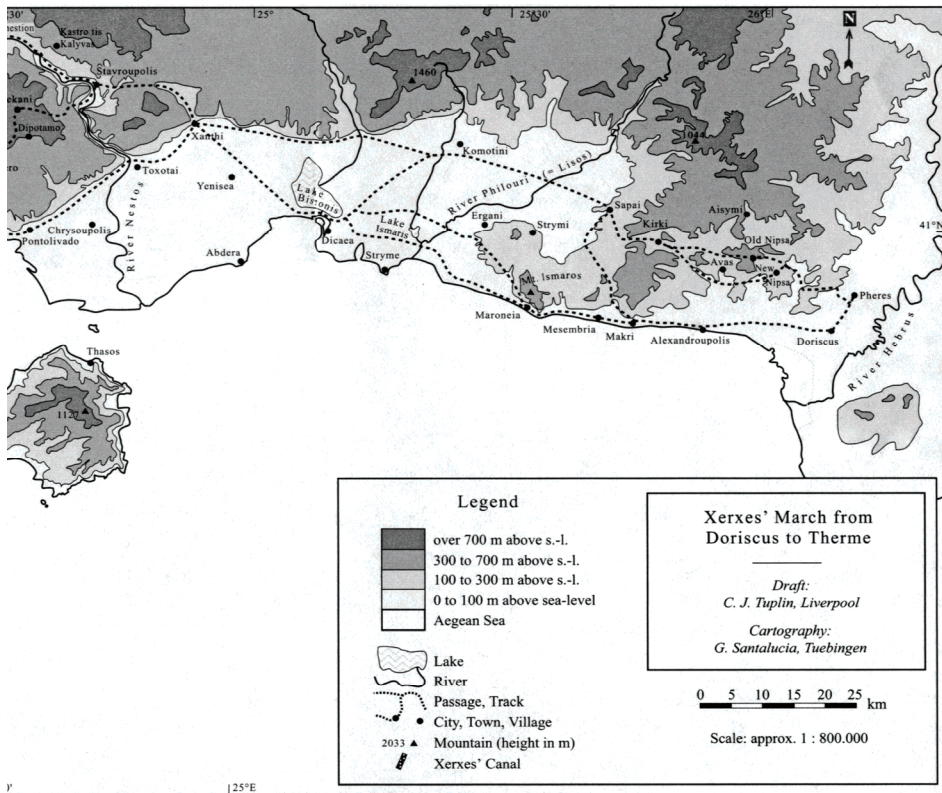 30'
25°
25°30'
26°E
N
Kastro tis
Kalyvas
Stavroupolis
1460
Dipotamo
Xanthi
Komotini
1044
Toxotai
Yenisea
Lake
Bistonis
River Philouri (= Lisos)
Sapai
Aisymi
41°N
River Nestos
Ergani
Strymi
Kirki
Old Nipsa
Lake
Ismaris
Chrysoupolis
Pontolivado
Dicaea
Avas
New
Nipsa
Abdera
Stryme
Mt. Ismaros
Pheres
Maroneia
Mesembria
Makri
Alexandroupolis
Doriscus
River Hebrus
Thasos
1127
Legend
over 700 m above s.-l.
300 to 700 m above s.-l.
100 to 300 m above s.-l.
0 to 100 m above sea-level
Aegean Sea
Lake
River
Passage, Track
City, Town, Village
2033 Mountain (height in m)
Xerxes' Canal
Xerxes' March from
Doriscus to Therme
Draft:
C. J. Tuplin, Liverpool
Cartography:
G. Santalucia, Tuebingen
0 5 10 15 20 25 km
Scale: approx. 1 : 800.000
25°E